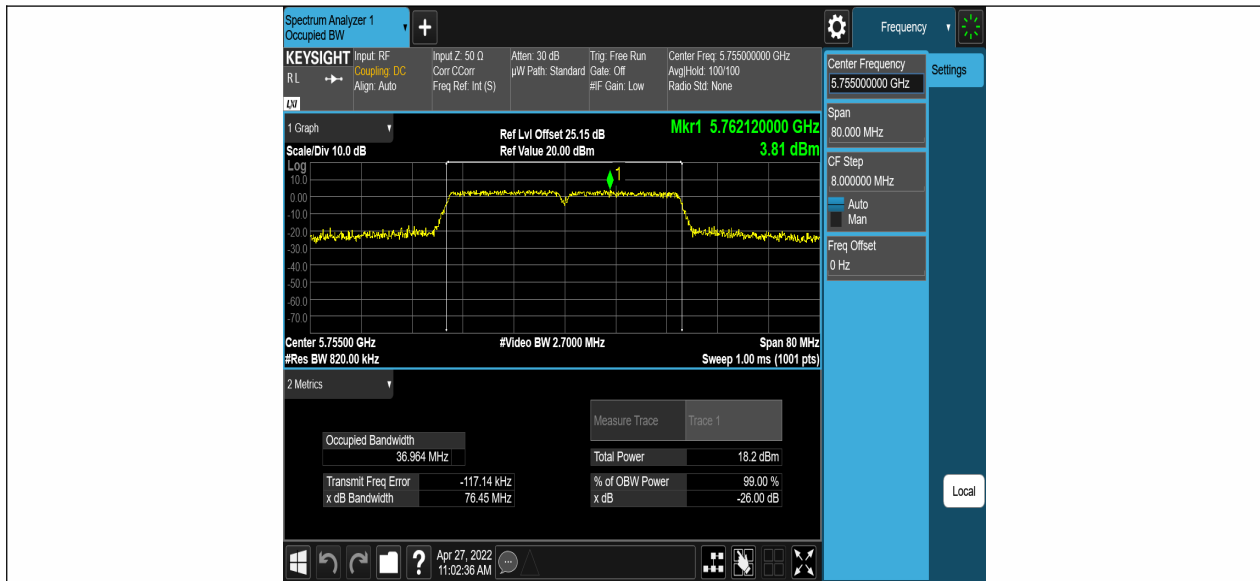 Spectrum Analyzer 1
Occupied BW
+
Frequency
KEYSIGHT
RL
LXI
Input: RF
Coupling: DC
Align: Auto
Input Z: 50 Ω
Corr CCorr
Freq Ref: Int (S)
Atten: 30 dB
µW Path: Standard
Trig: Free Run
Gate: Off
#IF Gain: Low
Center Freq: 5.755000000 GHz
Avg|Hold: 100/100
Radio Std: None
Center Frequency
5.755000000 GHz
Settings
Span
80.000 MHz
CF Step
8.000000 MHz
Auto
Man
Freq Offset
0 Hz
Local
1 Graph
Scale/Div 10.0 dB
Ref Lvl Offset 25.15 dB
Ref Value 20.00 dBm
Mkr1 5.762120000 GHz
3.81 dBm
Log
1
10.0
0.00
-10.0
-20.0
-30.0
-40.0
-50.0
-60.0
-70.0
Center 5.75500 GHz
#Video BW 2.7000 MHz
Span 80 MHz
#Res BW 820.00 kHz
Sweep 1.00 ms (1001 pts)
2 Metrics
Measure Trace
Trace 1
Occupied Bandwidth
36.964 MHz
Total Power
18.2 dBm
Transmit Freq Error
-117.14 kHz
% of OBW Power
99.00 %
x dB Bandwidth
76.45 MHz
x dB
-26.00 dB
?
Apr 27, 2022
11:02:36 AM